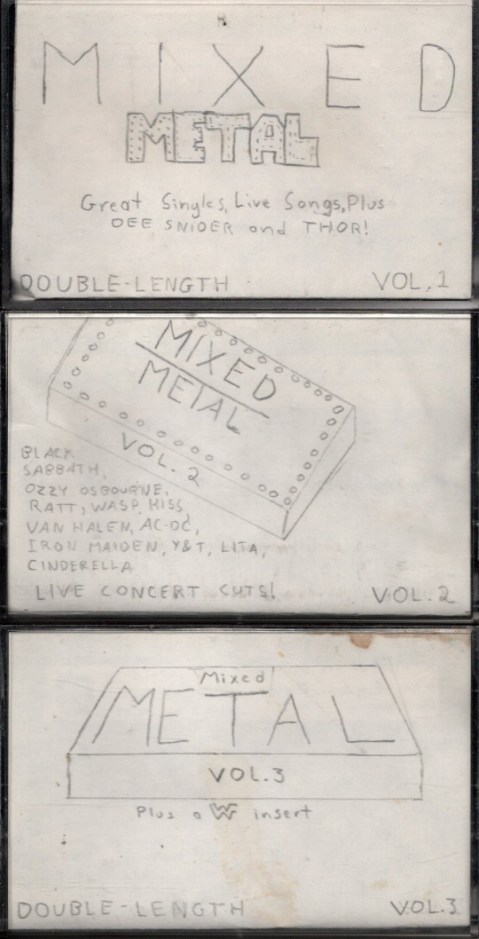 MIXED
METAL
Great Singles, Live Songs, Plus
DEE SNIDER and THOR!
DOUBLE-LENGTH VOL, 1
MIXED
METAL
VOL. 2
BLACK
SABBATH,
OZZY OSBOURNE,
RATT, WASP, KISS,
VAN HALEN, AC-DC,
IRON MAIDEN, Y&T, LITA,
CINDERELLA
LIVE CONCERT CUTS! VOL. 2
Mixed
METAL
VOL. 3
Plus a WF insert
DOUBLE-LENGTH VOL. 3